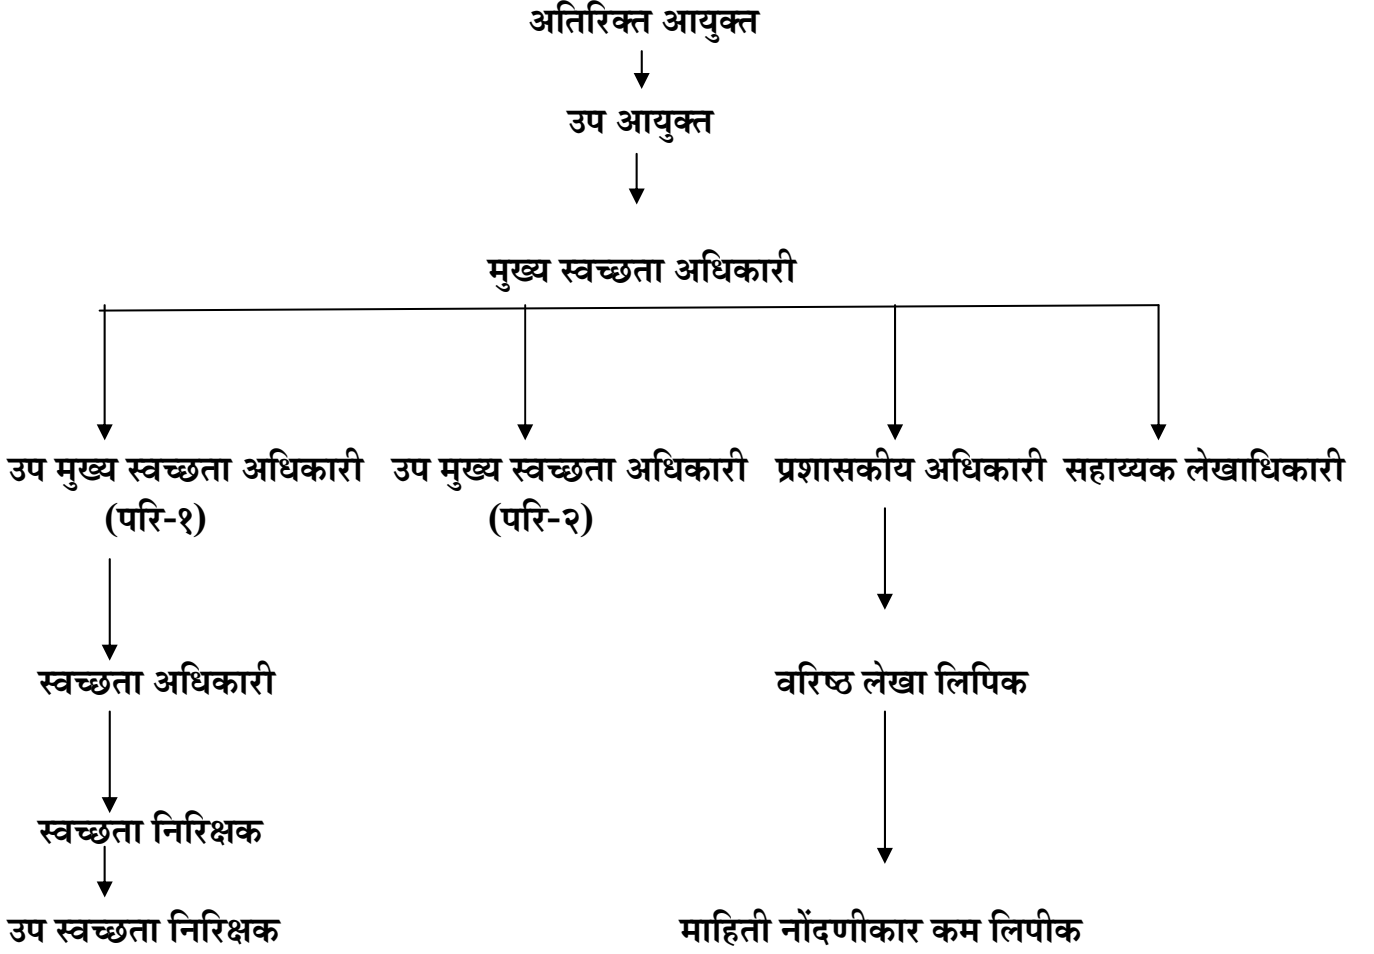 अतिरिक्त आयुक्त
उप आयुक्त
मुख्य स्वच्छता अधिकारी
उप मुख्य स्वच्छता अधिकारी उप मुख्य स्वच्छता अधिकारी प्रशासकीय अधिकारी सहाय्यक लेखाधिकारी
(परि-१) (परि-२)
स्वच्छता अधिकारी वरिष्ठ लेखा लिपिक
स्वच्छता निरिक्षक
उप स्वच्छता निरिक्षक माहिती नोंदणीकार कम लिपीक